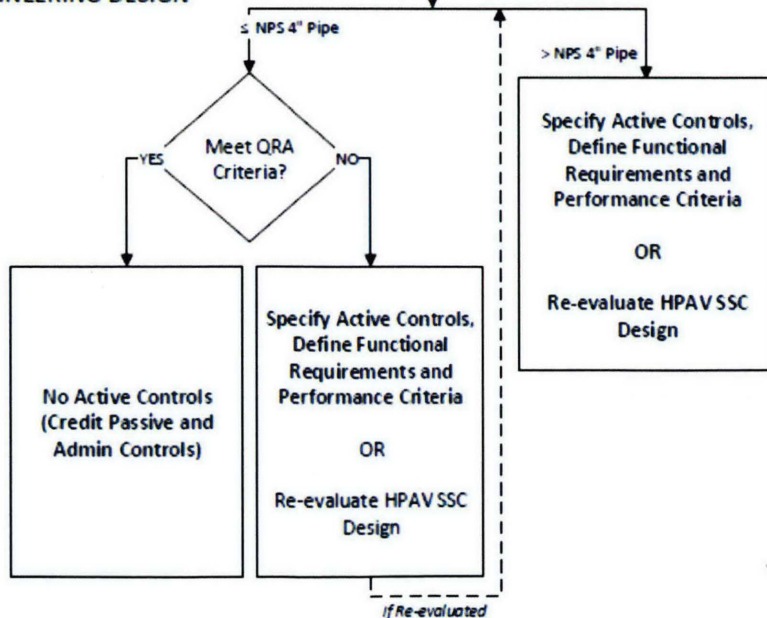 ≤ NPS 4" Pipe
> NPS 4" Pipe
Meet QRA
Criteria?
YES
NO
Specify Active Controls,
Define Functional
Requirements and
Performance Criteria
OR
Re-evaluate HPAV SSC
Design
No Active Controls
(Credit Passive and
Admin Controls)
Specify Active Controls,
Define Functional
Requirements and
Performance Criteria
OR
Re-evaluate HPAV SSC
Design
If Re-evaluated